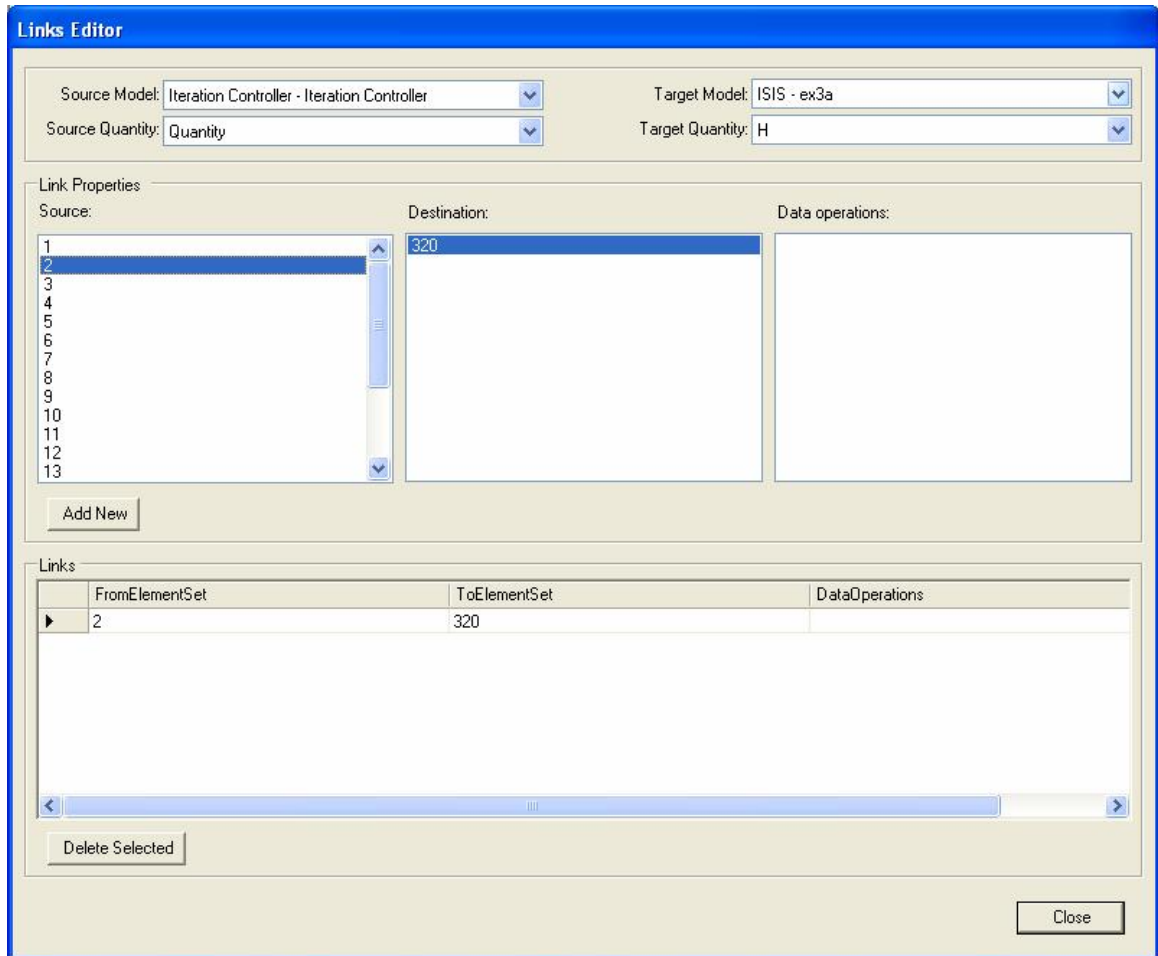 Links Editor
Source Model: Iteration Controller - Iteration Controller Target Model: ISIS - ex3a
Source Quantity: Quantity Target Quantity: H
Link Properties
Source: Destination: Data operations:
1 320
2
3
4
5
6
7
8
9
10
11
12
13
Add New
Links
FromElementSet ToElementSet DataOperations
2 320
Delete Selected
Close